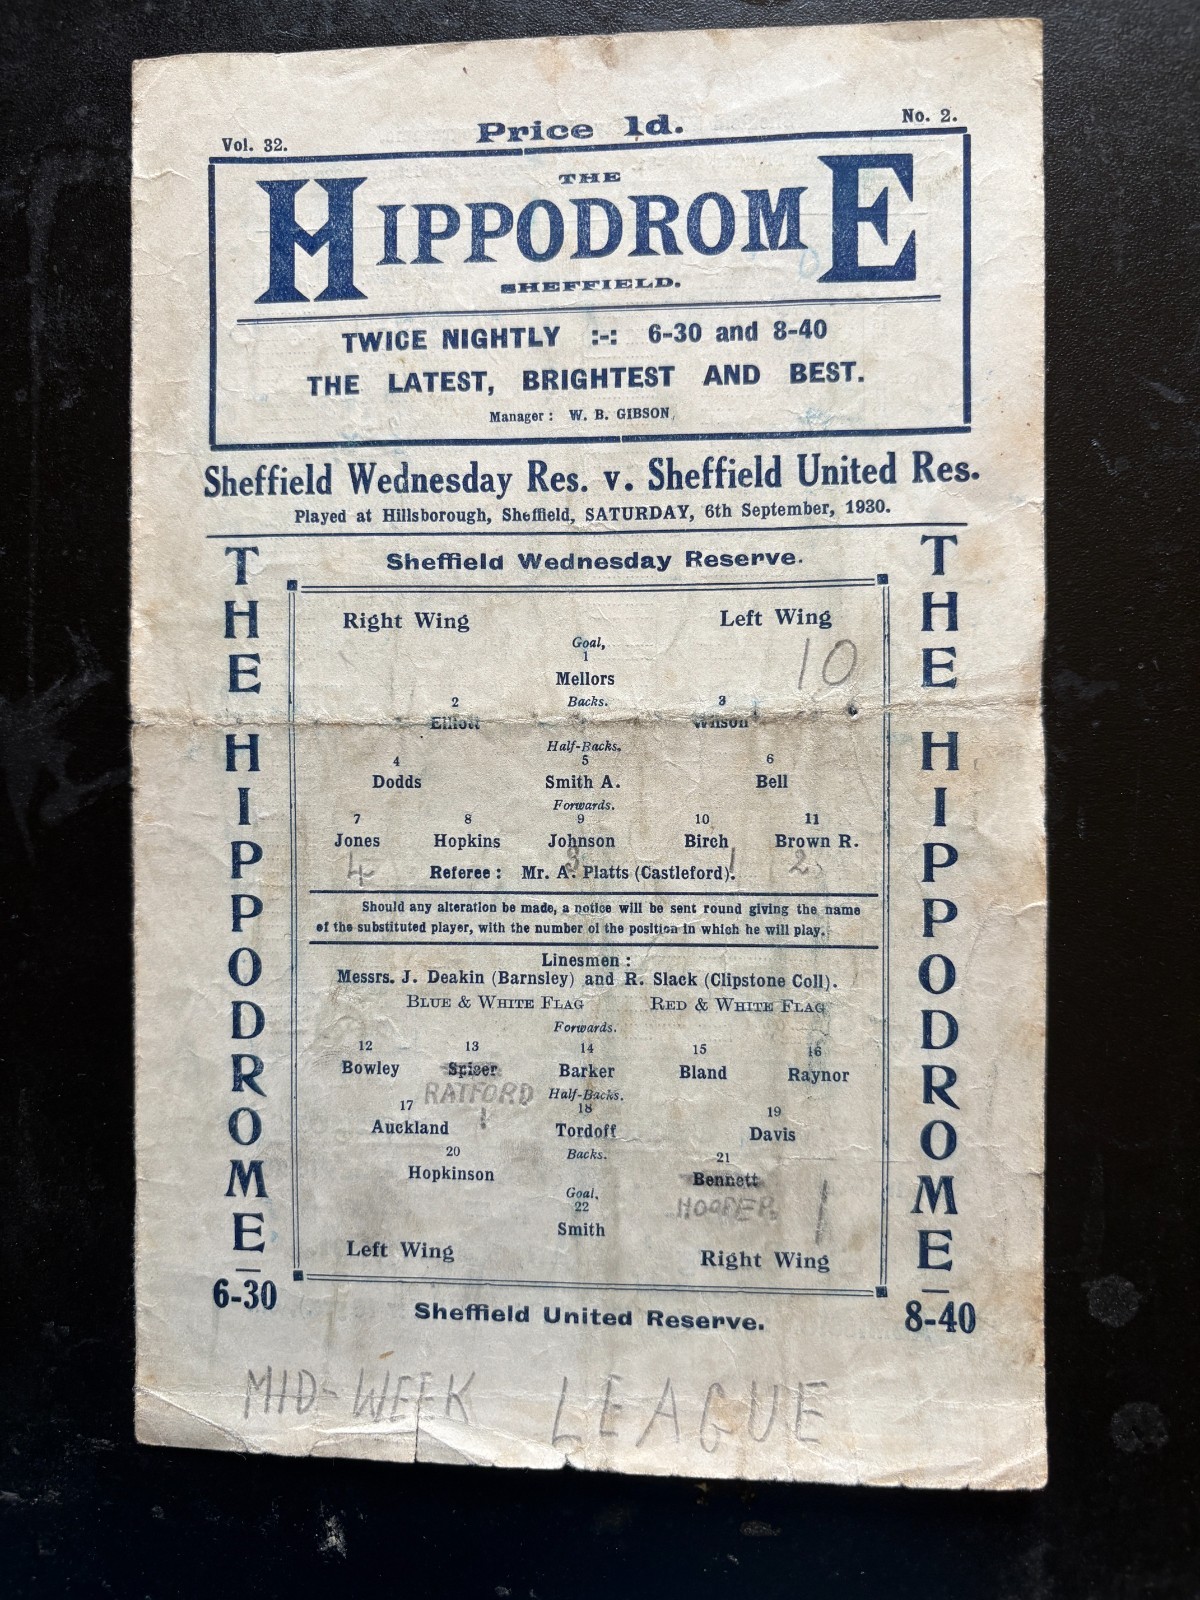 Vol. 32. Price 1d. No. 2.
THE
HIPPODROME
SHEFFIELD.
TWICE NIGHTLY :-: 6-30 and 8-40
THE LATEST, BRIGHTEST AND BEST.
Manager: W. B. GIBSON.
Sheffield Wednesday Res. v. Sheffield United Res.
Played at Hillsborough, Sheffield, SATURDAY, 6th September, 1930.
THE HIPPODROME
6-30
Sheffield Wednesday Reserve.
Right Wing Left Wing
Goal,
1
Mellors 10
2 Backs. 3
Elliott Wilson
Half-Backs.
4 5 6
Dodds Smith A. Bell
Forwards.
7 8 9 10 11
Jones Hopkins Johnson Birch Brown R.
4 3 1 2
Referee: Mr. A. Platts (Castleford).
Should any alteration be made, a notice will be sent round giving the name
of the substituted player, with the number of the position in which he will play.
Linesmen:
Messrs. J. Deakin (Barnsley) and R. Slack (Clipstone Coll).
BLUE & WHITE FLAG RED & WHITE FLAG
Forwards.
12 13 14 15 16
Bowley Spicer Barker Bland Raynor
RATFORD
1
Half-Backs.
17 18 19
Auckland Tordoff Davis
20 Backs. 21
Hopkinson Bennett
HOOPER 1
Goal,
22
Smith
Left Wing Right Wing
Sheffield United Reserve.
THE HIPPODROME
8-40
MID-WEEK LEAGUE